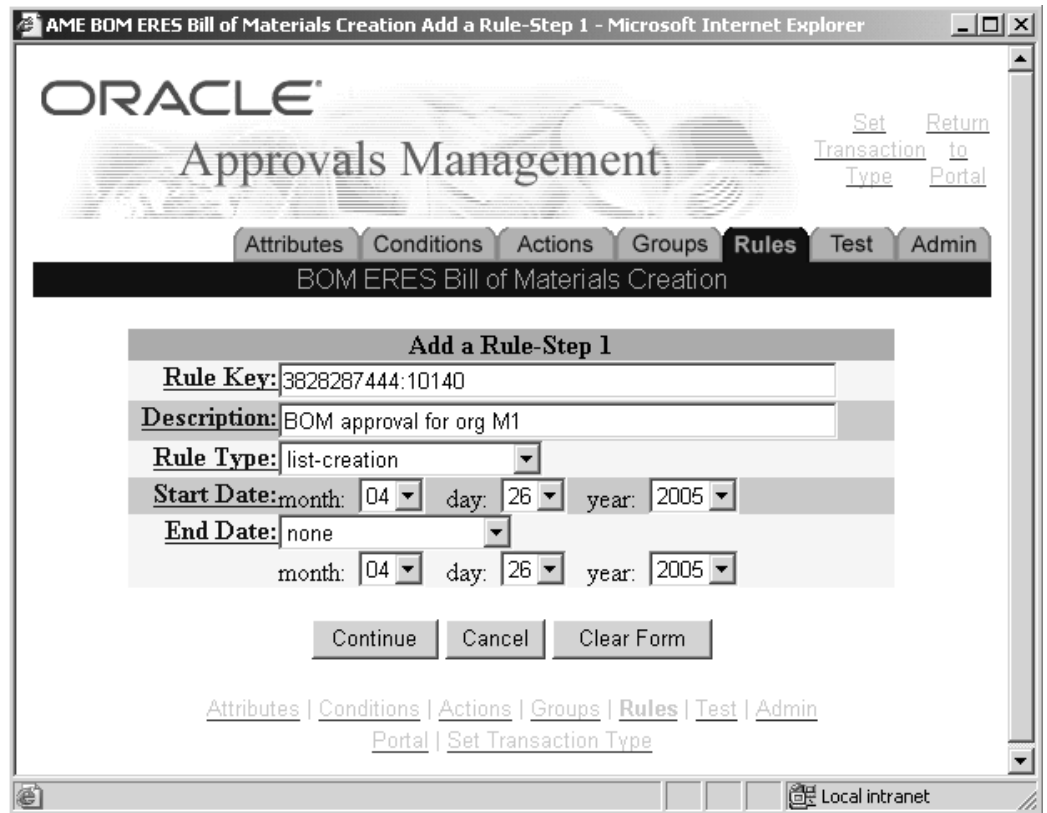 AME BOM ERES Bill of Materials Creation Add a Rule-Step 1 - Microsoft Internet Explorer
ORACLE
Approvals Management
Set Transaction Type
Return to Portal
Attributes Conditions Actions Groups Rules Test Admin
BOM ERES Bill of Materials Creation
Add a Rule-Step 1
Rule Key: 3828287444:10140
Description: BOM approval for org M1
Rule Type: list-creation
Start Date: month: 04 day: 26 year: 2005
End Date: none
month: 04 day: 26 year: 2005
Continue Cancel Clear Form
Attributes | Conditions | Actions | Groups | Rules | Test | Admin
Portal | Set Transaction Type
Local intranet